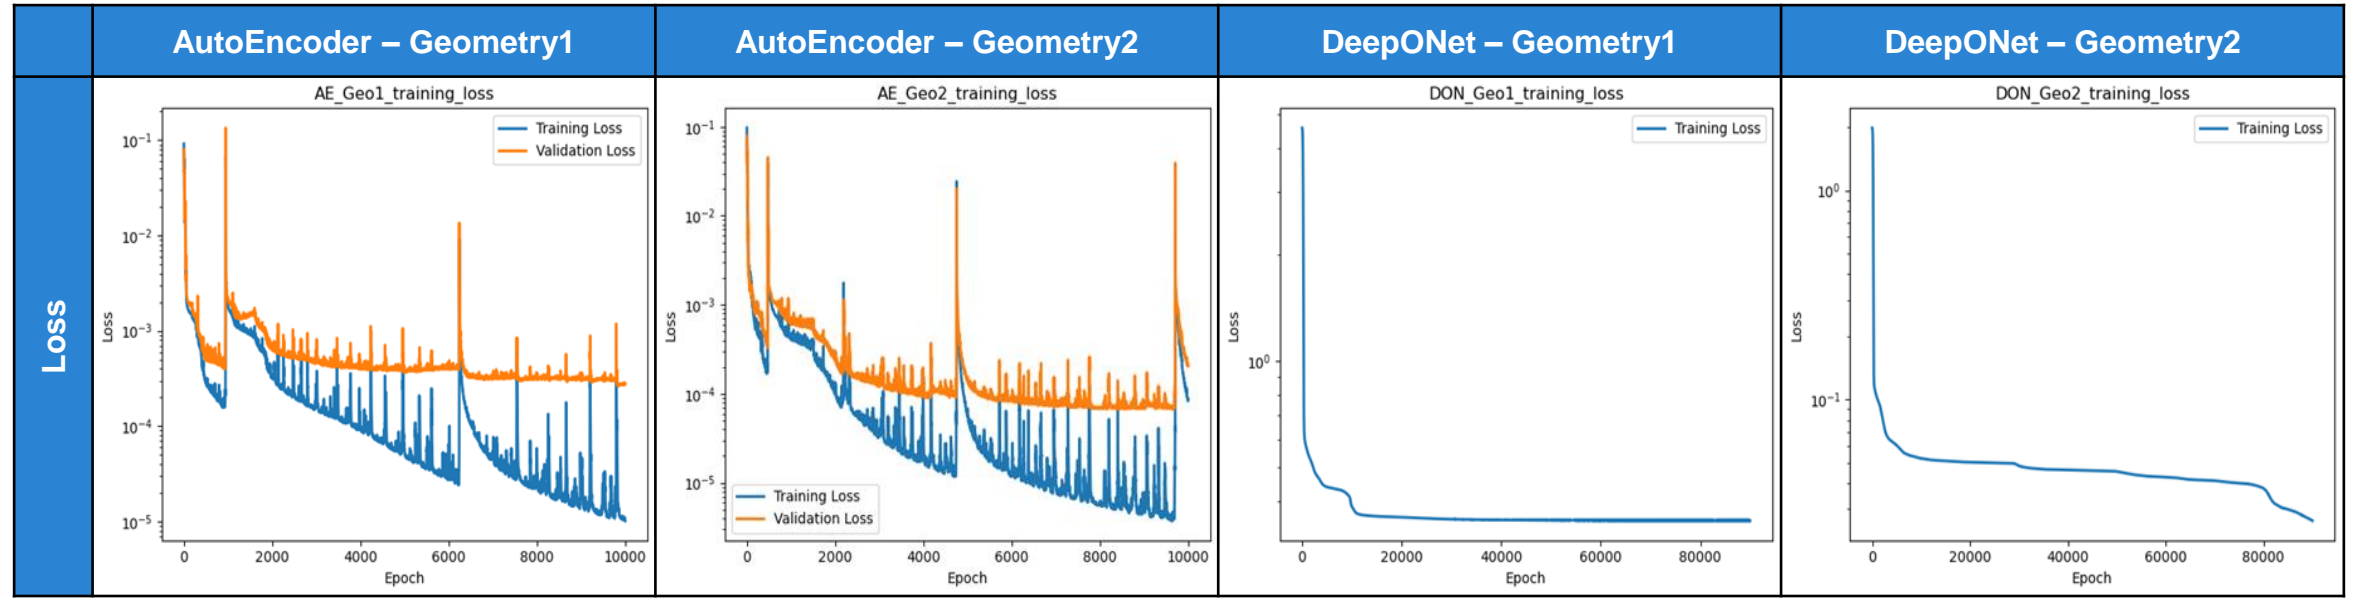 AutoEncoder – Geometry1
AutoEncoder – Geometry2
DeepONet – Geometry1
DeepONet – Geometry2
Loss
AE_Geo1_training_loss
Training Loss
Validation Loss
10⁻¹
10⁻²
10⁻³
10⁻⁴
10⁻⁵
Loss
0 2000 4000 6000 8000 10000
Epoch
AE_Geo2_training_loss
10⁻¹
10⁻²
10⁻³
10⁻⁴
10⁻⁵
Loss
Training Loss
Validation Loss
0 2000 4000 6000 8000 10000
Epoch
DON_Geo1_training_loss
Training Loss
10⁰
Loss
0 20000 40000 60000 80000
Epoch
DON_Geo2_training_loss
Training Loss
10⁰
10⁻¹
Loss
0 20000 40000 60000 80000
Epoch